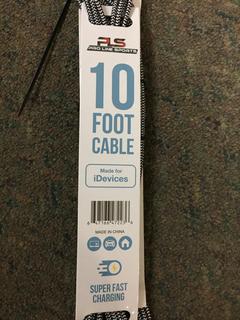 PLS
PRO LINE SPORTS
10
FOOT
CABLE
Made for
iDevices
MADE IN CHINA
SUPER FAST
CHARGING